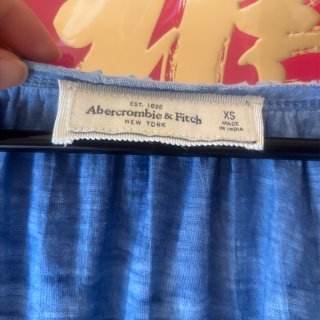 EST. 1892
Abercrombie & Fitch
NEW YORK
XS
MADE
IN INDIA